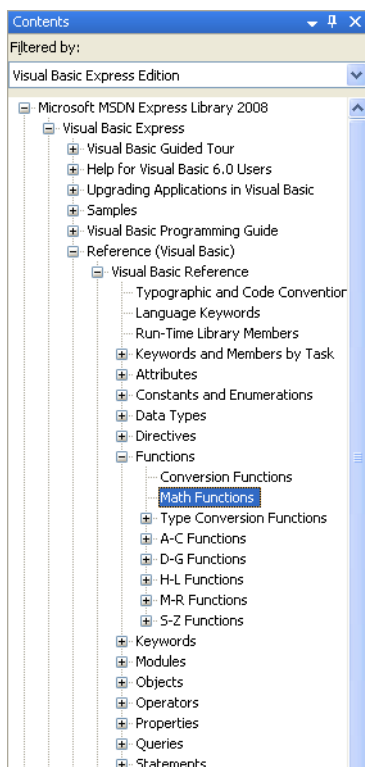 Contents
Filtered by:
Visual Basic Express Edition
Microsoft MSDN Express Library 2008
Visual Basic Express
Visual Basic Guided Tour
Help for Visual Basic 6.0 Users
Upgrading Applications in Visual Basic
Samples
Visual Basic Programming Guide
Reference (Visual Basic)
Visual Basic Reference
Typographic and Code Convention
Language Keywords
Run-Time Library Members
Keywords and Members by Task
Attributes
Constants and Enumerations
Data Types
Directives
Functions
Conversion Functions
Math Functions
Type Conversion Functions
A-C Functions
D-G Functions
H-L Functions
M-R Functions
S-Z Functions
Keywords
Modules
Objects
Operators
Properties
Queries
Statements